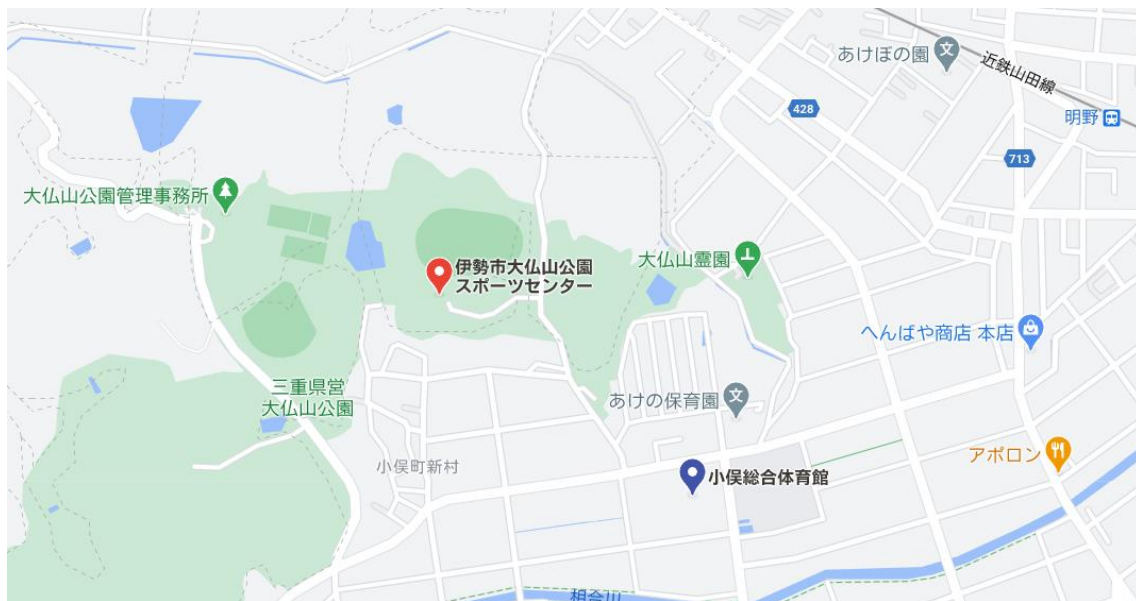 あけぼの園
近鉄山田線
428
明野
713
大仏山公園管理事務所
伊勢市大仏山公園
スポーツセンター
大仏山霊園
へんばや商店 本店
三重県営
大仏山公園
あけの保育園
小俣町新村
アポロン
小俣総合体育館
相合川